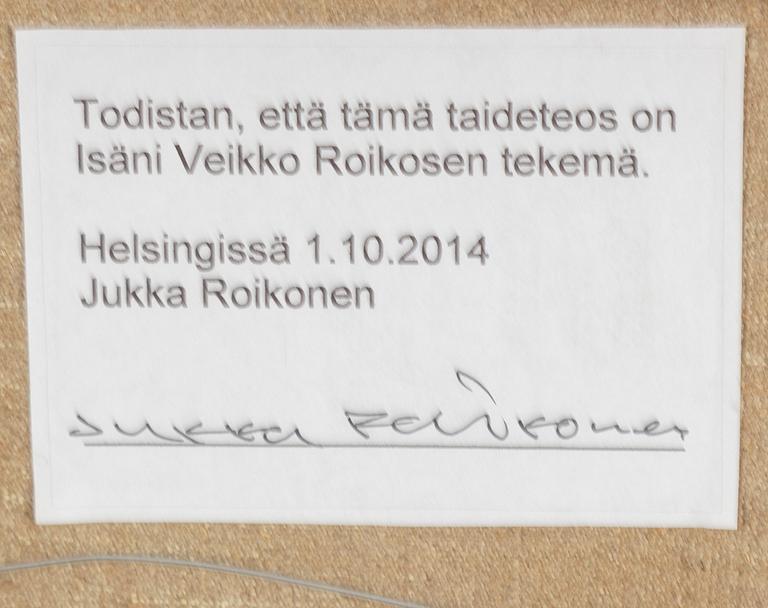 Todistan, että tämä taideteos on
Isäni Veikko Roikosen tekemä.
Helsingissä 1.10.2014
Jukka Roikonen
Jukka Roikonen